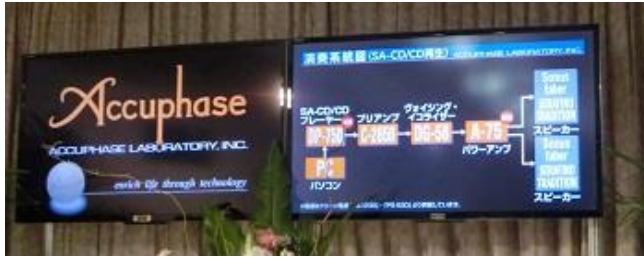 Accuphase
ACCUPHASE LABORATORY, INC.
enrich life through technology
演奏系統図 (SA-CD/CD再生) ACCUPHASE LABORATORY, INC.
SA-CD/CD
プレーヤー
DP-750
プリアンプ
C-2850
ヴォイシング・
イコライザー
DG-58
A-75
パワーアンプ
PC
パソコン
Sonus
faber
SERAFINO
TRADITION
スピーカー
Sonus
faber
SERAFINO
TRADITION
スピーカー